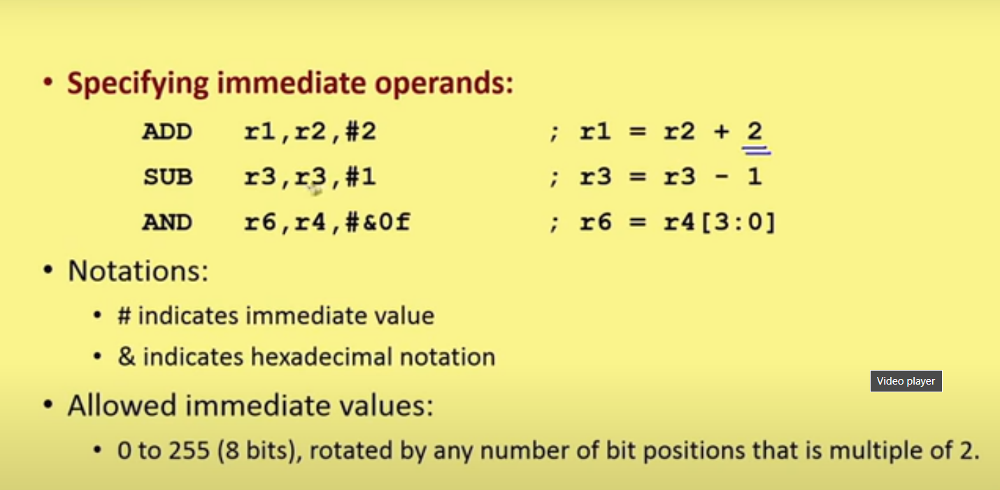 • Specifying immediate operands:
ADD r1,r2,#2 ; r1 = r2 + 2
SUB r3,r3,#1 ; r3 = r3 - 1
AND r6,r4,#&0f ; r6 = r4[3:0]
• Notations:
• # indicates immediate value
• & indicates hexadecimal notation
Video player
• Allowed immediate values:
• 0 to 255 (8 bits), rotated by any number of bit positions that is multiple of 2.